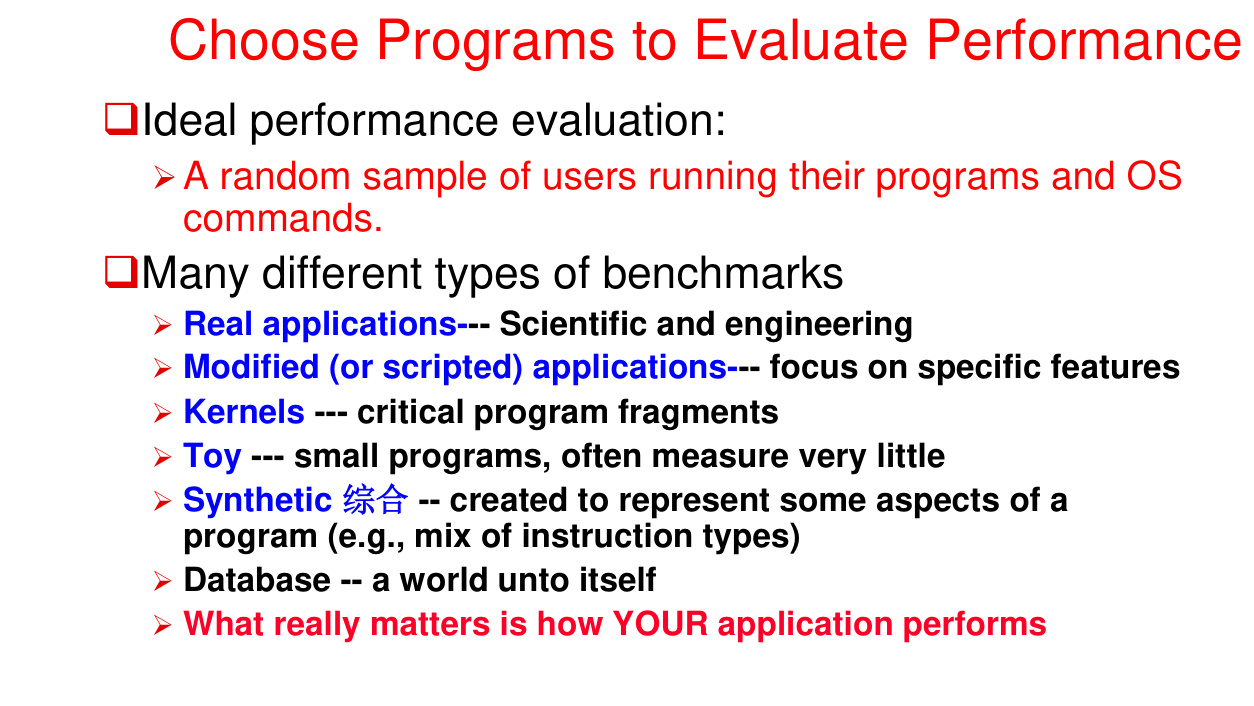 Choose Programs to Evaluate Performance
Ideal performance evaluation:
A random sample of users running their programs and OS
commands.
Many different types of benchmarks
Real applications--- Scientific and engineering
Modified (or scripted) applications--- focus on specific features
Kernels --- critical program fragments
Toy --- small programs, often measure very little
Synthetic 综合 -- created to represent some aspects of a
program (e.g., mix of instruction types)
Database -- a world unto itself
What really matters is how YOUR application performs